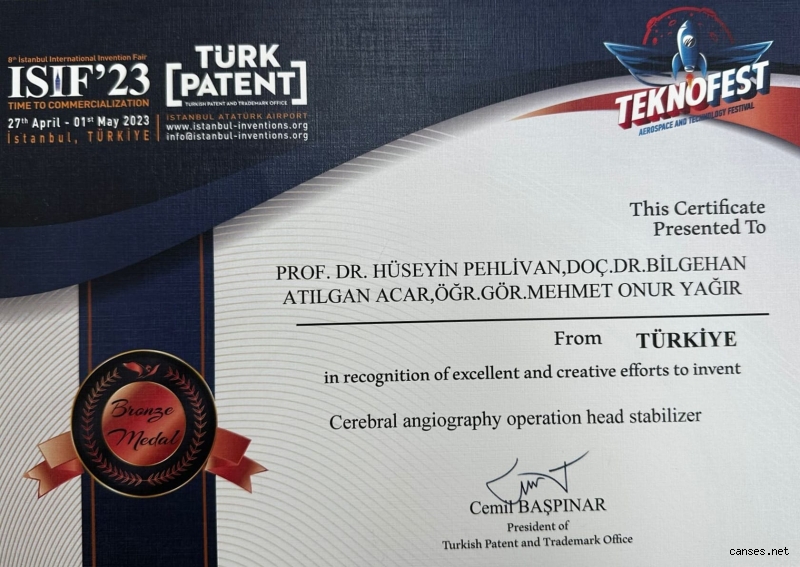 8th İstanbul International Invention Fair
ISIF'23
TIME TO COMMERCIALIZATION
27th April - 01st May 2023
İstanbul, TÜRKİYE
TÜRK
[PATENT]
TURKISH PATENT AND TRADEMARK OFFICE
ISTANBUL ATATÜRK AIRPORT
www.istanbul-inventions.org
info@istanbul-inventions.org
TEKNOFEST
AEROSPACE AND TECHNOLOGY FESTIVAL
This Certificate
Presented To
PROF. DR. HÜSEYİN PEHLİVAN,DOÇ.DR.BİLGEHAN
ATILGAN ACAR,ÖĞR.GÖR.MEHMET ONUR YAĞIR
From TÜRKİYE
in recognition of excellent and creative efforts to invent
Cerebral angiography operation head stabilizer
Bronze
Medal
Cemil BAŞPINAR
President of
Turkish Patent and Trademark Office
canses.net